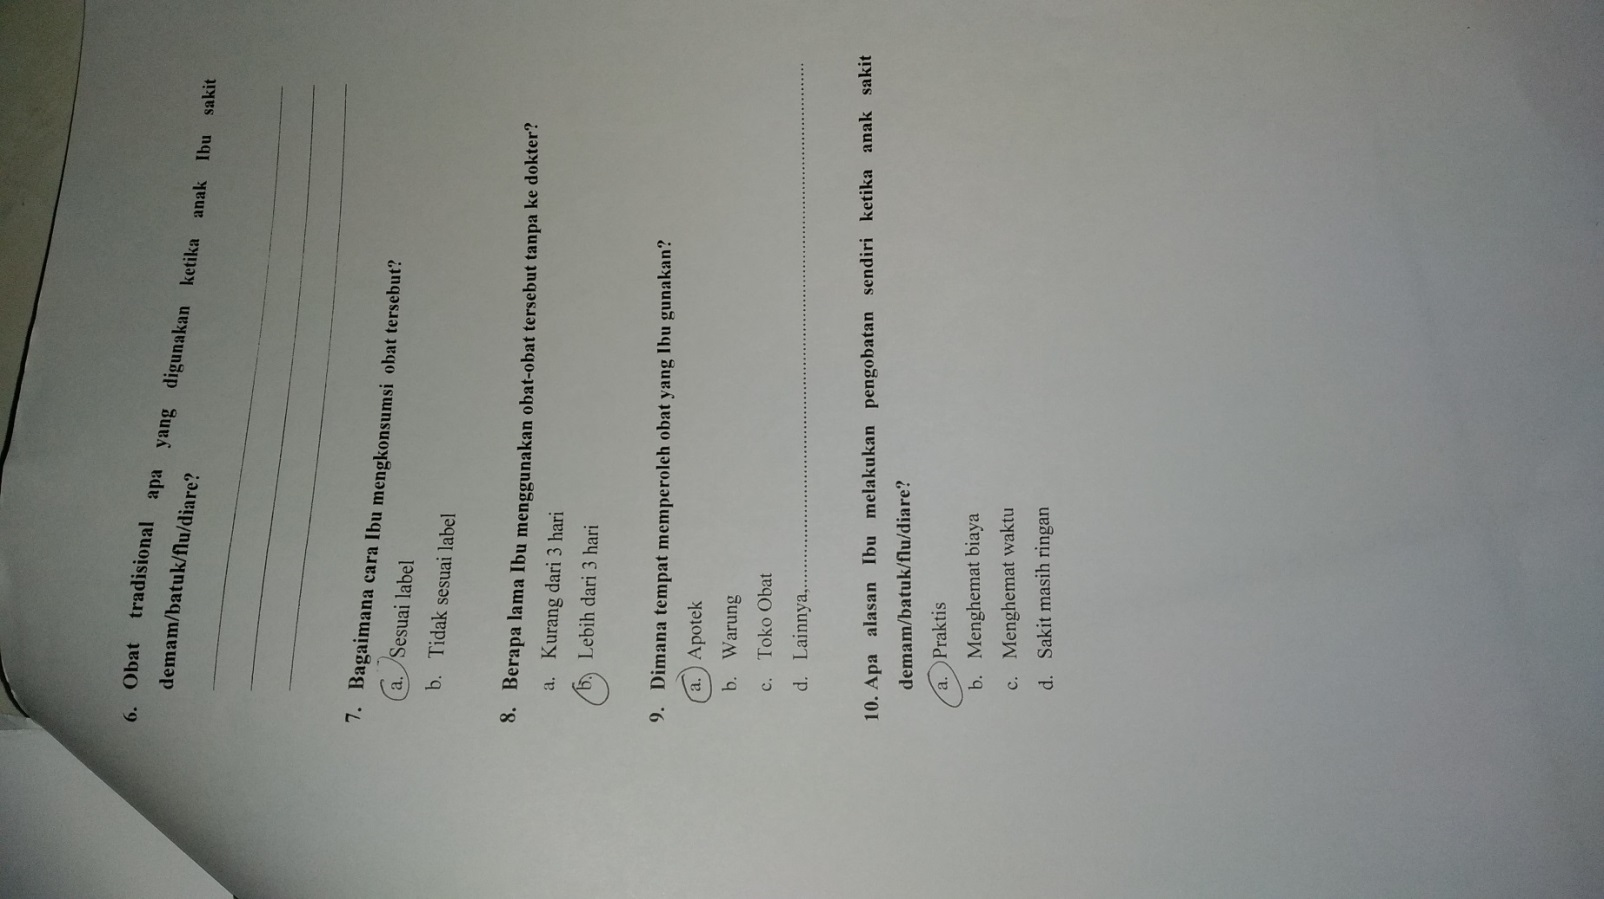 6. Obat tradisional apa yang digunakan ketika anak Ibu sakit
demam/batuk/flu/diare?
7. Bagaimana cara Ibu mengkonsumsi obat tersebut?
a. Sesuai label
b. Tidak sesuai label
8. Berapa lama Ibu menggunakan obat-obat tersebut tanpa ke dokter?
a. Kurang dari 3 hari
b. Lebih dari 3 hari
9. Dimana tempat memperoleh obat yang Ibu gunakan?
a. Apotek
b. Warung
c. Toko Obat
d. Lainnya,..........................................................................................
10. Apa alasan Ibu melakukan pengobatan sendiri ketika anak sakit
demam/batuk/flu/diare?
a. Praktis
b. Menghemat biaya
c. Menghemat waktu
d. Sakit masih ringan